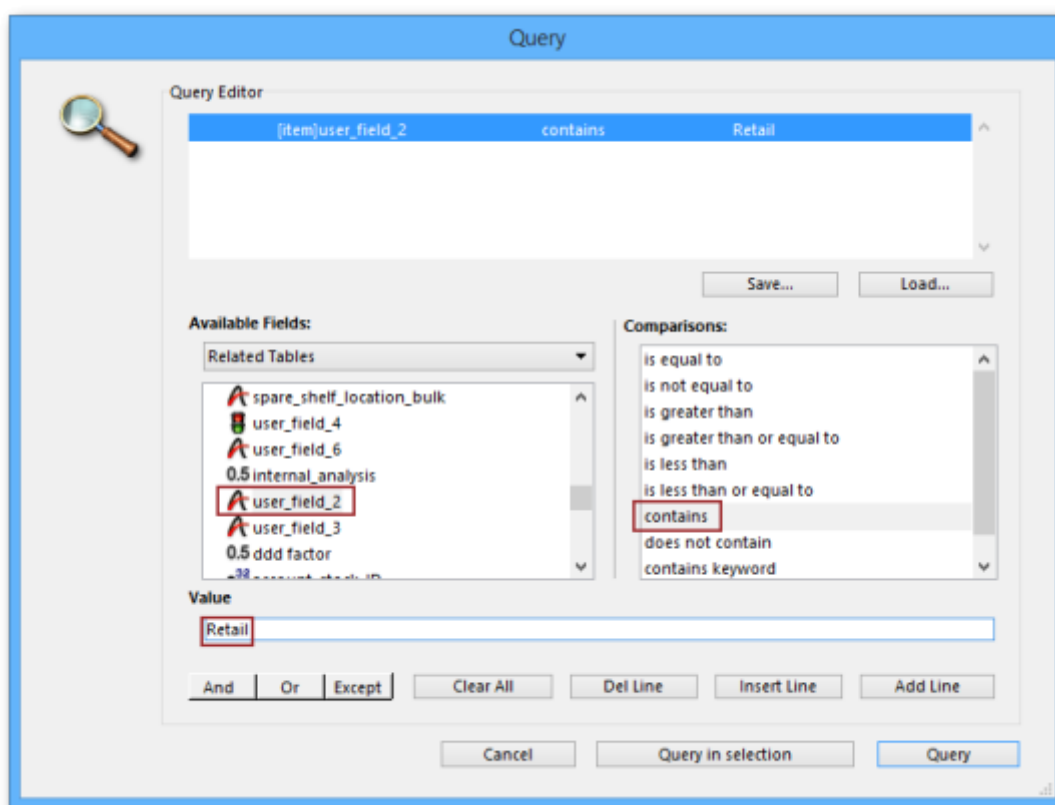 Query
Query Editor
[item]user_field_2 contains Retail
Save... Load...
Available Fields: Comparisons:
Related Tables
spare_shelf_location_bulk
user_field_4
user_field_6
0.5 internal_analysis
user_field_2
user_field_3
0.5 ddd factor
is equal to
is not equal to
is greater than
is greater than or equal to
is less than
is less than or equal to
contains
does not contain
contains keyword
Value
Retail
And Or Except Clear All Del Line Insert Line Add Line
Cancel Query in selection Query